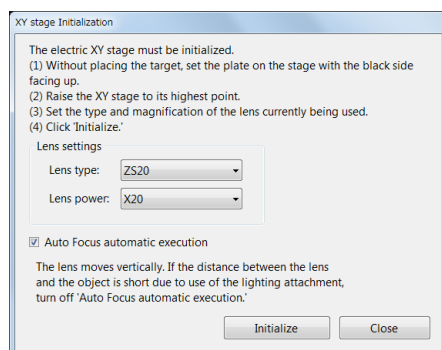 XY stage Initialization
The electric XY stage must be initialized.
(1) Without placing the target, set the plate on the stage with the black side
facing up.
(2) Raise the XY stage to its highest point.
(3) Set the type and magnification of the lens currently being used.
(4) Click 'Initialize.'
Lens settings
Lens type: ZS20
Lens power: X20
Auto Focus automatic execution
The lens moves vertically. If the distance between the lens
and the object is short due to use of the lighting attachment,
turn off 'Auto Focus automatic execution.'
Initialize Close